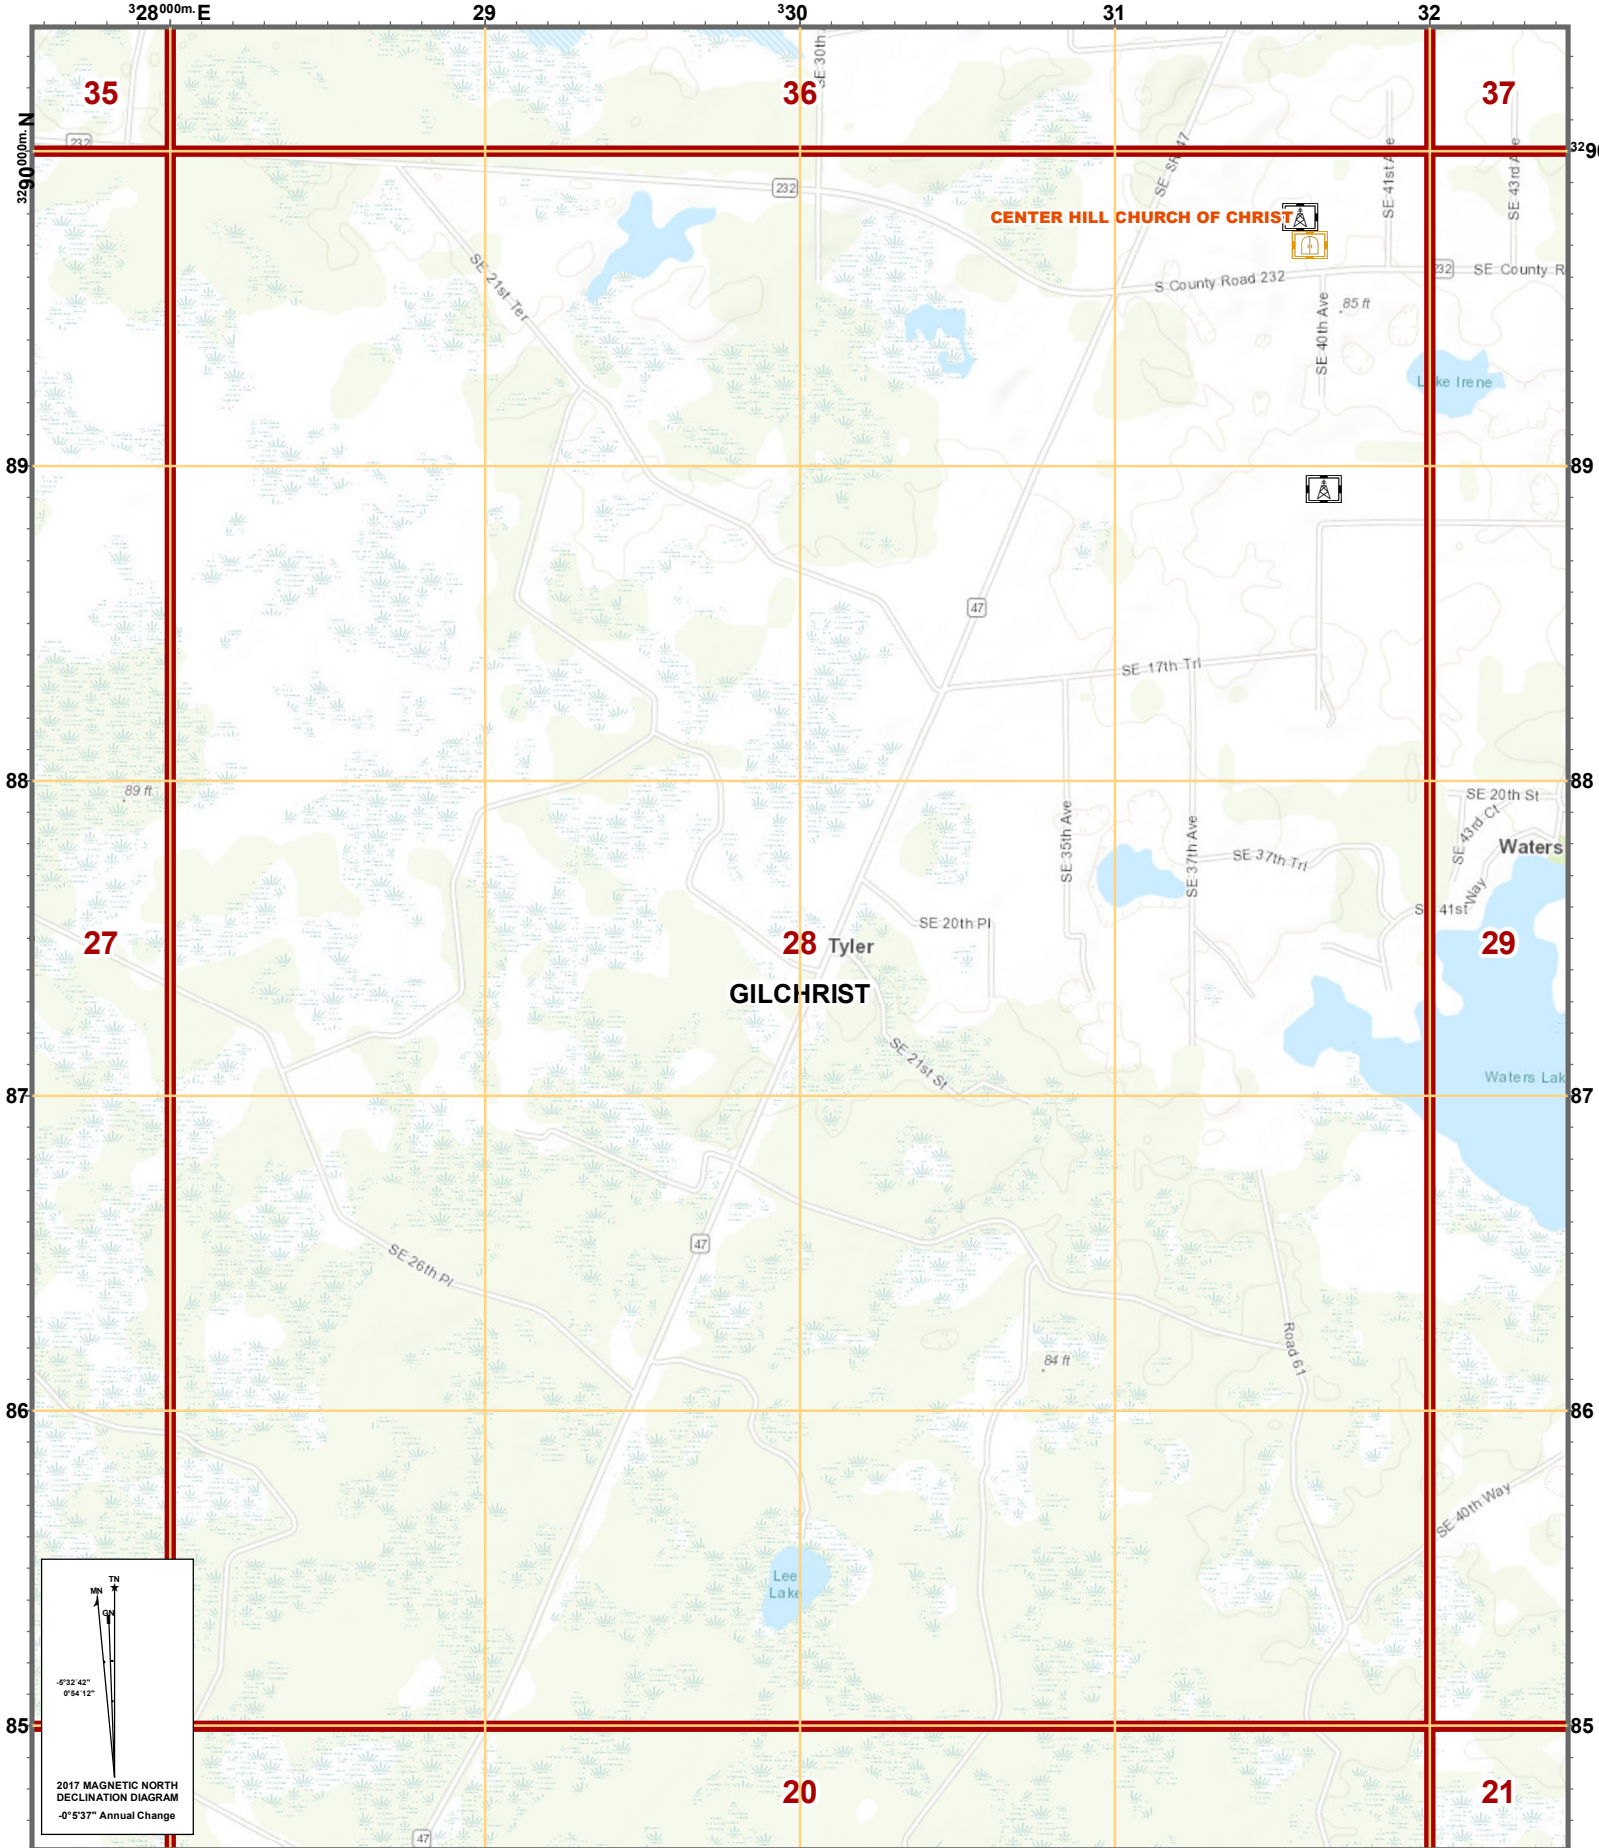 328000m. E
29
330
31
32
35
36
37
SE 30th
3290000m. N
232
SE SR 47
SE 41st Ave
SE 43rd Ave
232
CENTER HILL CHURCH OF CHRIST
SE 21st Ter
S County Road 232
232
SE County R
85 ft
SE 40th Ave
Lake Irene
89
89
47
SE 17th Trl
88
88
89 ft
SE 20th St
SE 43rd Ct
SE 35th Ave
SE 37th Ave
SE 37th Trl
Waters
SE 41st Way
SE 20th Pl
27
28
Tyler
29
GILCHRIST
SE 21st St
Waters Lak
87
87
47
SE 26th Pl
Road 61
84 ft
86
86
SE 40th Way
Lee
Lake
TN
MN
GN
-5°32'42"
0°54'12"
85
85
2017 MAGNETIC NORTH
DECLINATION DIAGRAM
-0°5'37" Annual Change
20
21
47